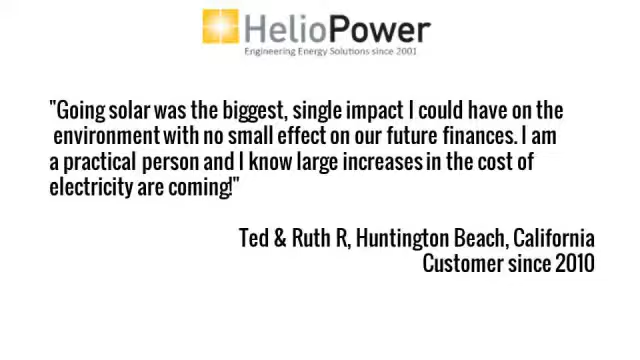 HelioPower
Engineering Energy Solutions since 2001
"Going solar was the biggest, single impact I could have on the
environment with no small effect on our future finances. I am
a practical person and I know large increases in the cost of
electricity are coming!"
Ted & Ruth R, Huntington Beach, California
Customer since 2010